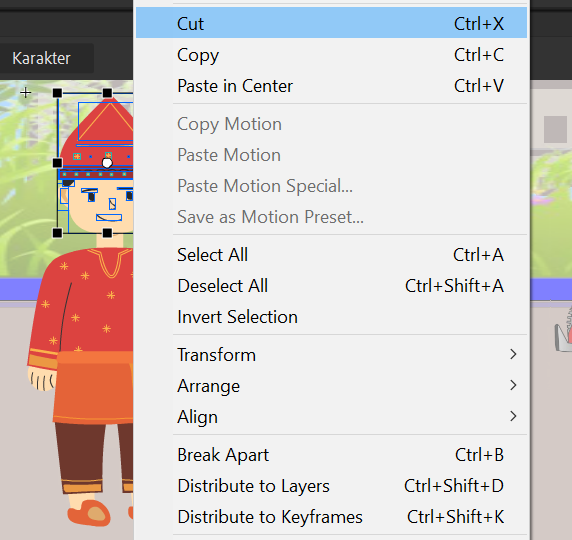 Karakter
Cut Ctrl+X
Copy Ctrl+C
Paste in Center Ctrl+V
Copy Motion
Paste Motion
Paste Motion Special...
Save as Motion Preset...
Select All Ctrl+A
Deselect All Ctrl+Shift+A
Invert Selection
Transform
Arrange
Align
Break Apart Ctrl+B
Distribute to Layers Ctrl+Shift+D
Distribute to Keyframes Ctrl+Shift+K